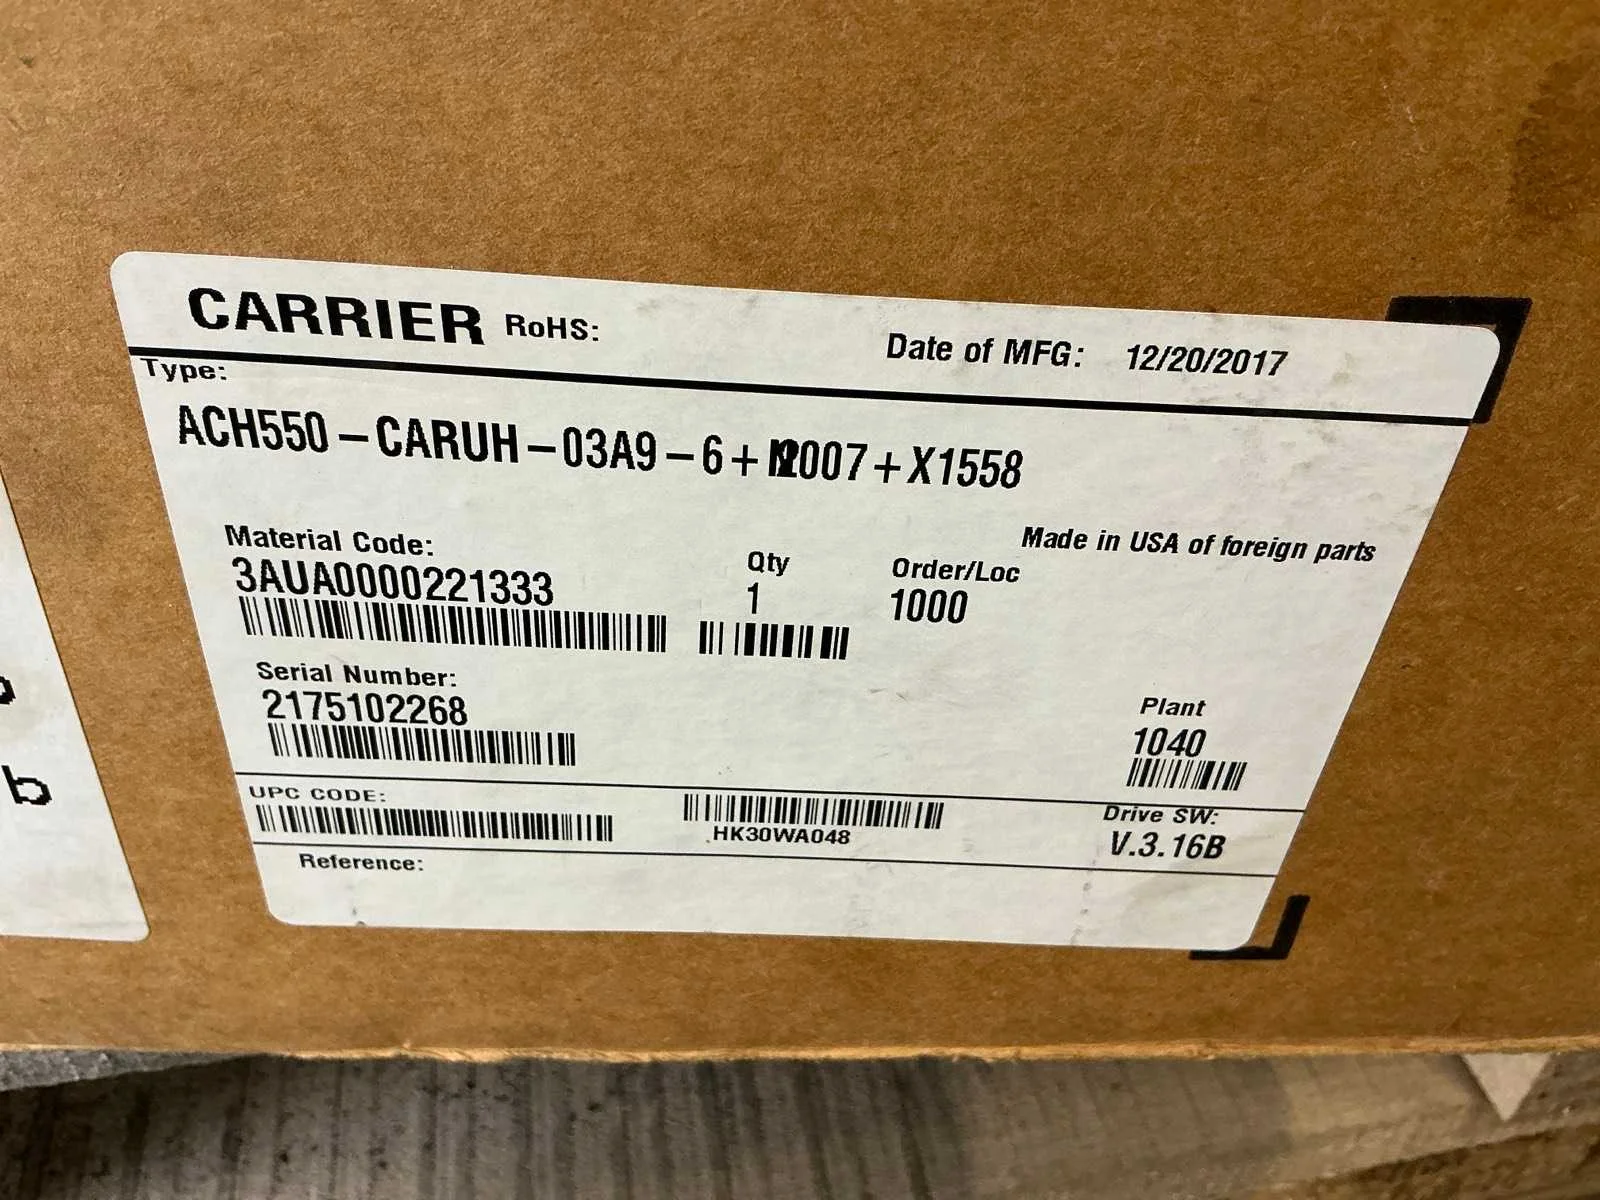 CARRIER RoHS: Date of MFG: 12/20/2017
Type:
ACH550-CARUH-03A9-6+ +X1558
Made in USA of foreign parts
Material Code: Qty Order/Loc
3AUA0000221333 1 1000
Serial Number:
2175102268
Plant
1040
UPC CODE:
HK30WA048
Drive SW:
V.3.16B
Reference:
b